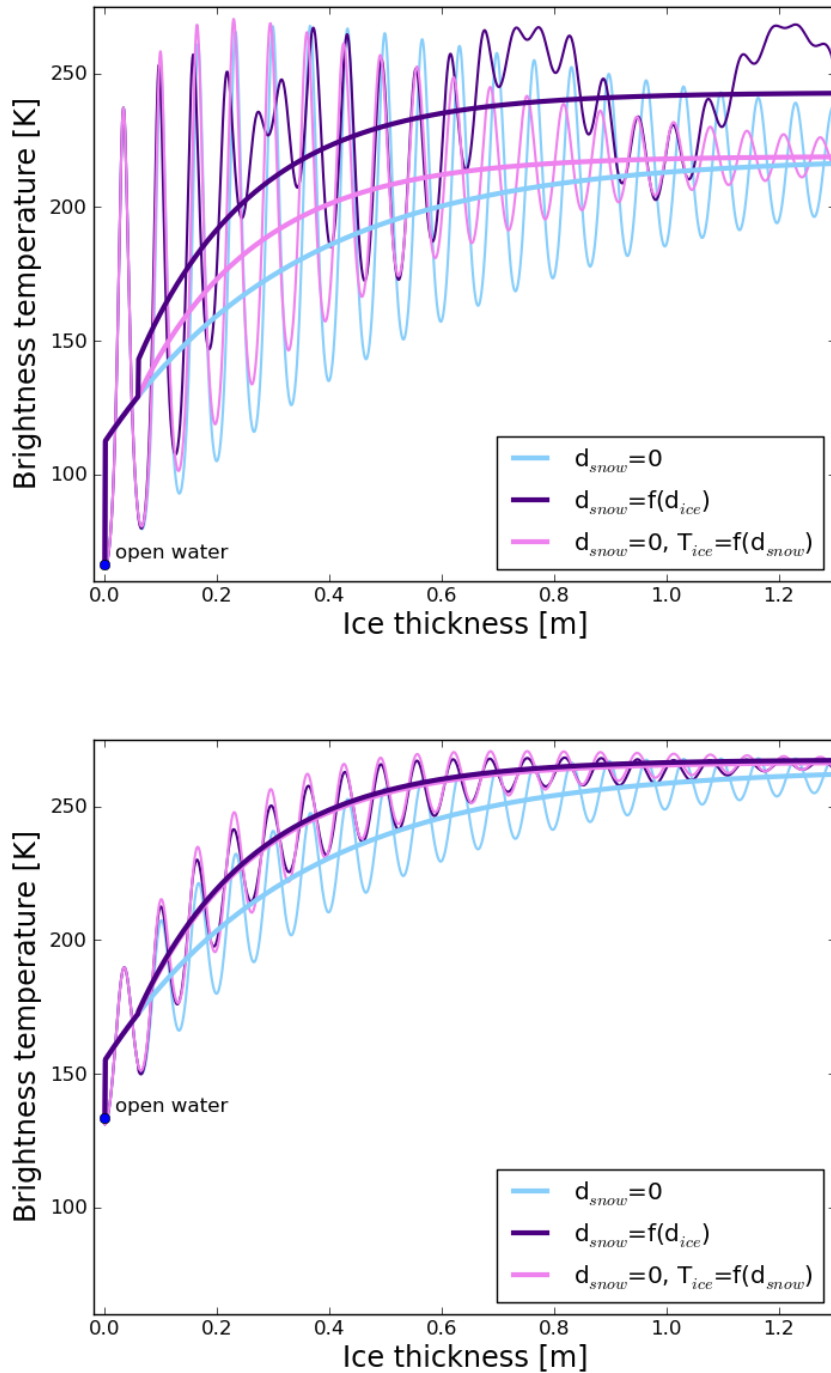 Brightness temperature [K]
250
200
150
100
open water
d_snow=0
d_snow=f(d_ice)
d_snow=0, T_ice=f(d_snow)
0.0 0.2 0.4 0.6 0.8 1.0 1.2
Ice thickness [m]
Brightness temperature [K]
250
200
150
100
open water
d_snow=0
d_snow=f(d_ice)
d_snow=0, T_ice=f(d_snow)
0.0 0.2 0.4 0.6 0.8 1.0 1.2
Ice thickness [m]